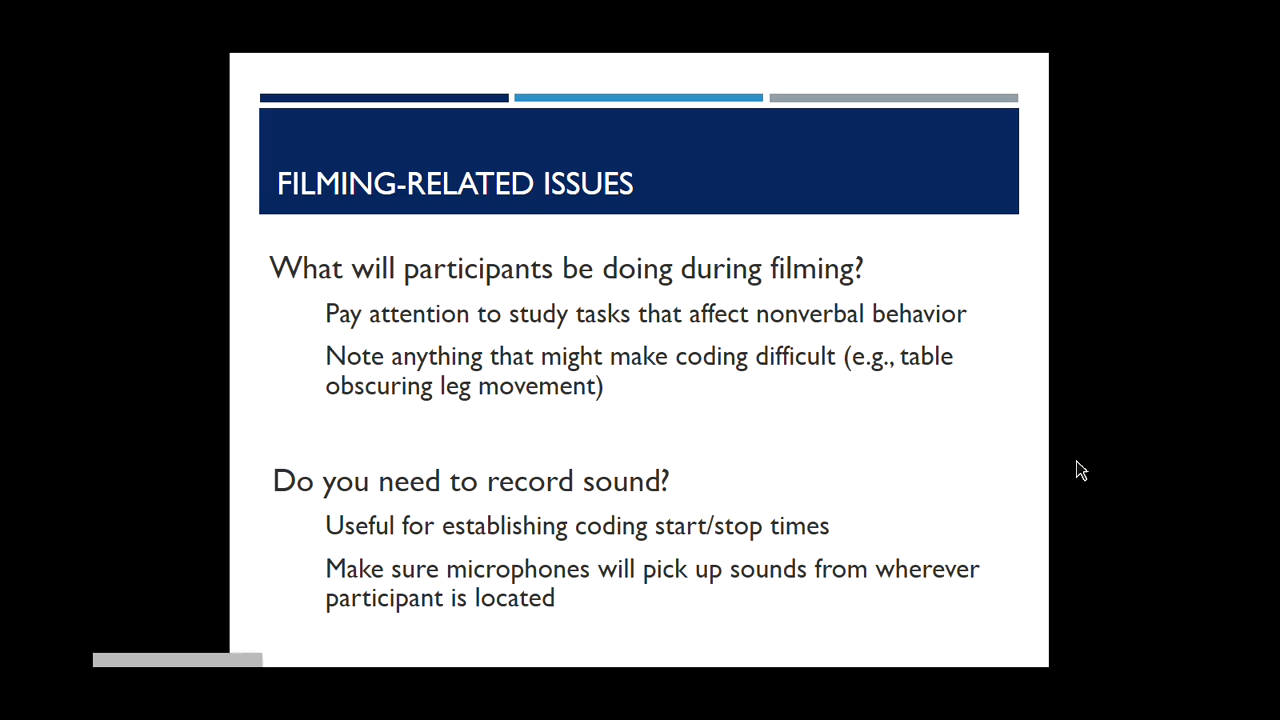 FILMING-RELATED ISSUES
What will participants be doing during filming?
Pay attention to study tasks that affect nonverbal behavior
Note anything that might make coding difficult (e.g., table
obscuring leg movement)
Do you need to record sound?
Useful for establishing coding start/stop times
Make sure microphones will pick up sounds from wherever
participant is located